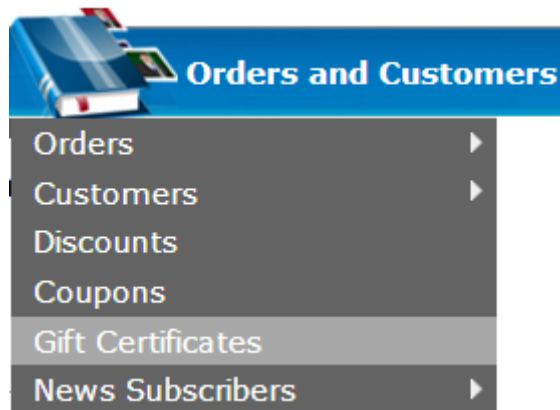 Orders and Customers
Orders
Customers
Discounts
Coupons
Gift Certificates
News Subscribers